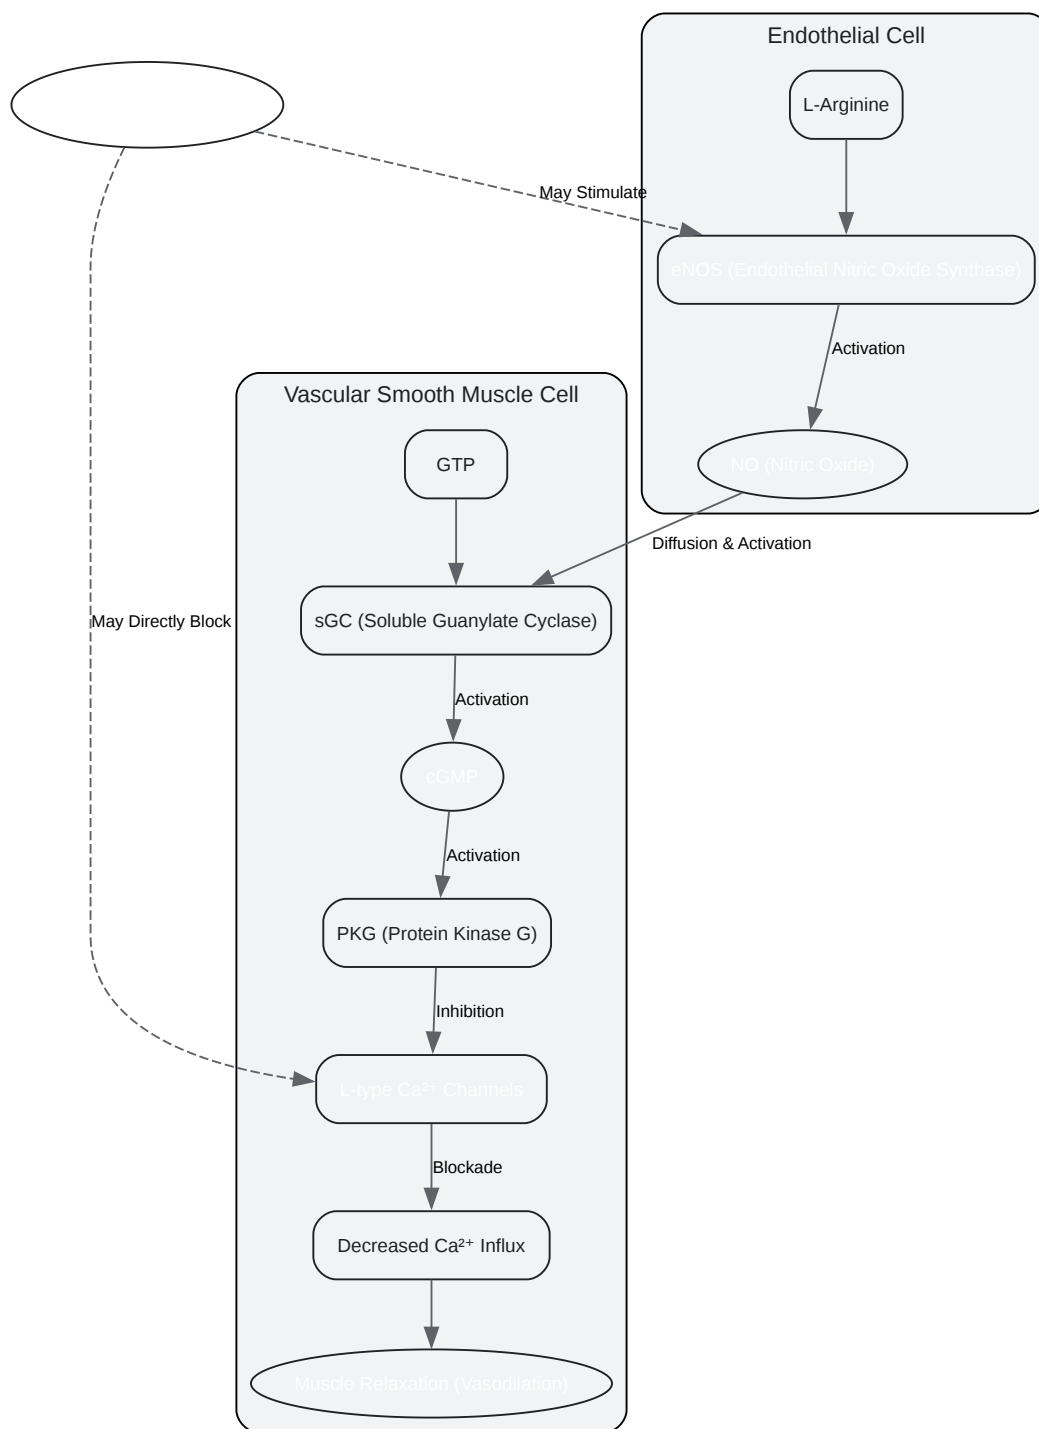 Endothelial Cell
L-Arginine
May Stimulate
eNOS (Endothelial Nitric Oxide Synthase)
Activation
Vascular Smooth Muscle Cell
GTP
NO (Nitric Oxide)
Diffusion & Activation
May Directly Block
sGC (Soluble Guanylate Cyclase)
Activation
cGMP
Activation
PKG (Protein Kinase G)
Inhibition
L-type Ca²⁺ Channels
Blockade
Decreased Ca²⁺ Influx
Muscle Relaxation (Vasodilation)